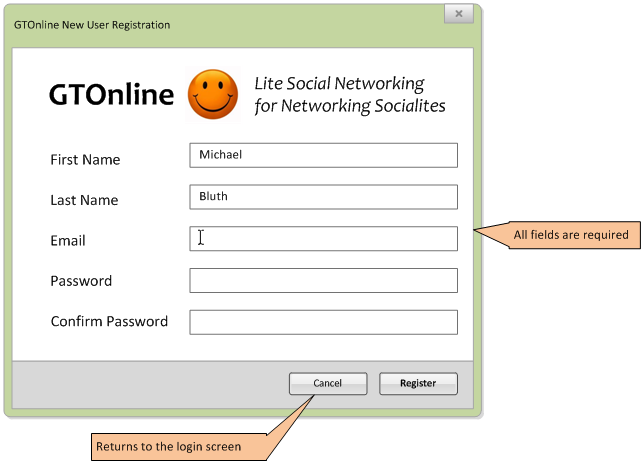 GTOnline New User Registration
GTOnline
Lite Social Networking
for Networking Socialites
First Name
Michael
Last Name
Bluth
Email
All fields are required
Password
Confirm Password
Cancel
Register
Returns to the login screen